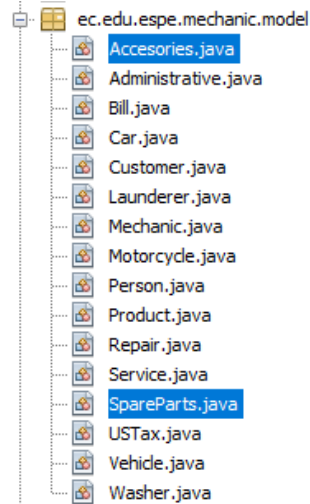 ec.edu.espe.mechanic.model
Accesories.java
Administrative.java
Bill.java
Car.java
Customer.java
Launderer.java
Mechanic.java
Motorcycle.java
Person.java
Product.java
Repair.java
Service.java
SpareParts.java
USTax.java
Vehicle.java
Washer.java